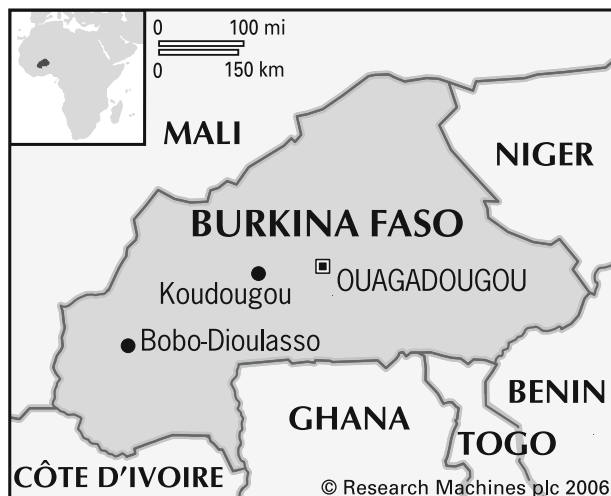 0 100 mi
0 150 km
MALI
NIGER
BURKINA FASO
OUAGADOUGOU
Koudougou
Bobo-Dioulasso
BENIN
GHANA
TOGO
CÔTE D'IVOIRE
© Research Machines plc 2006